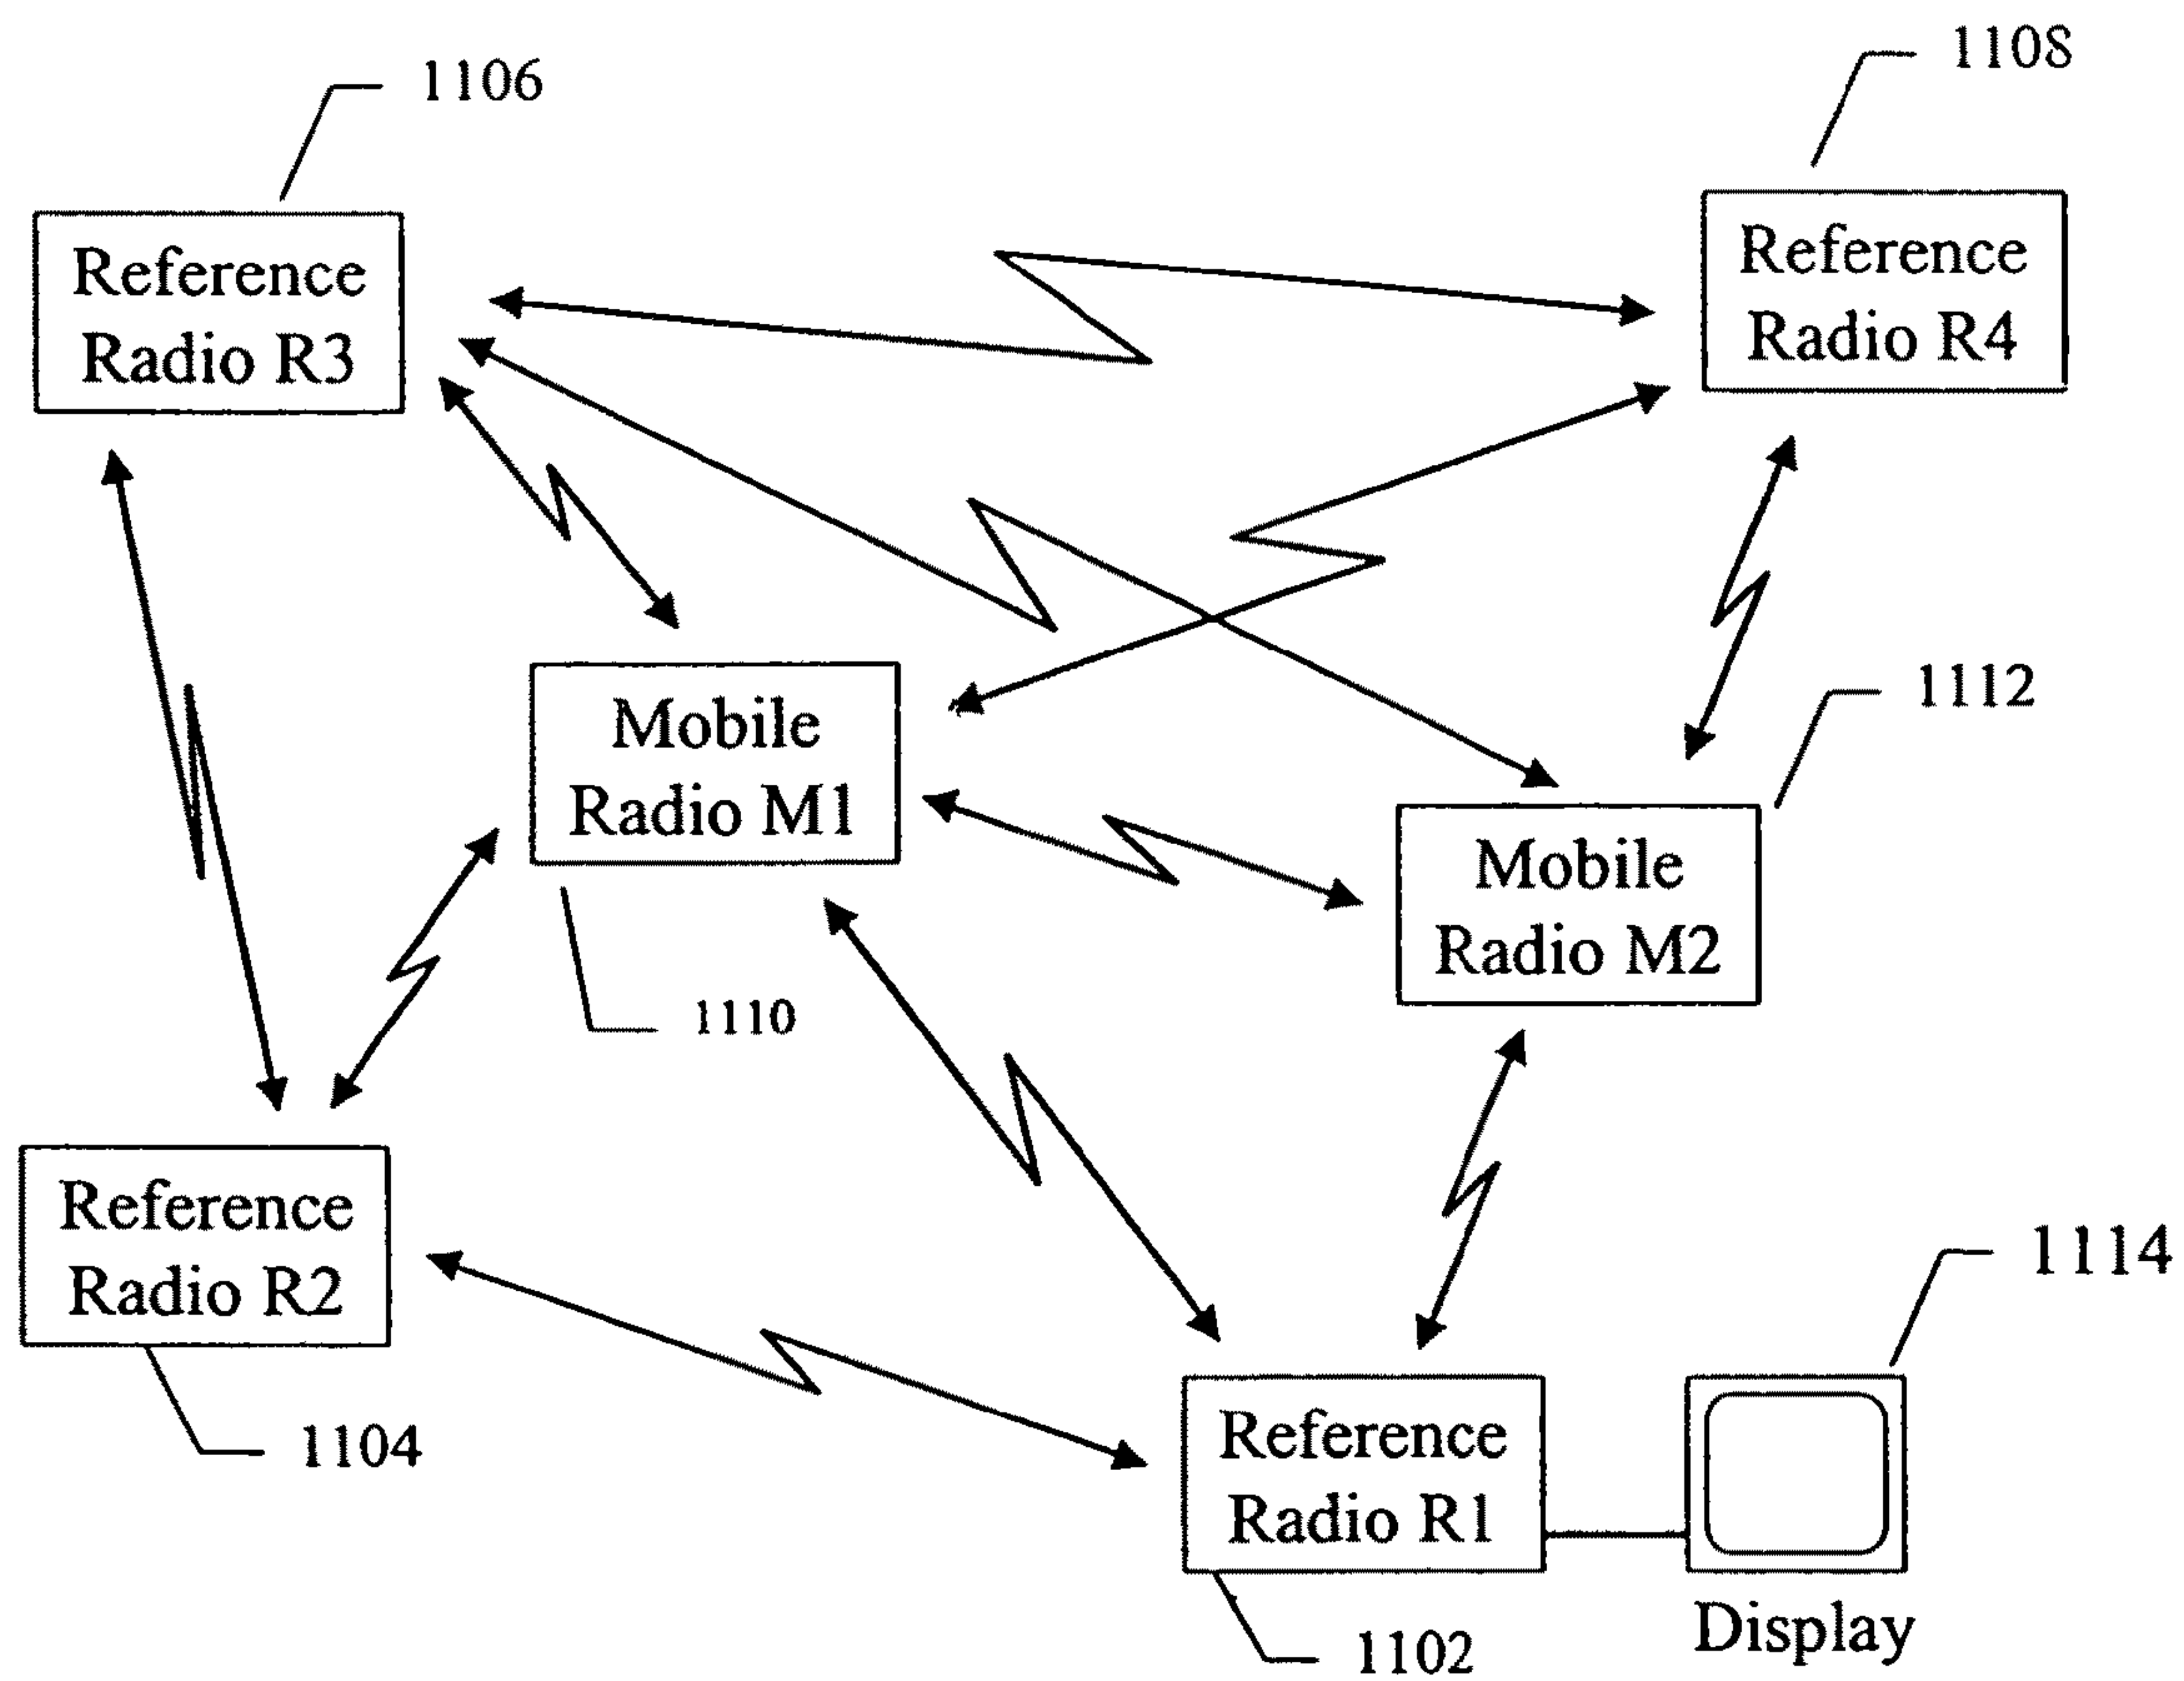 1106
1108
Reference
Radio R3
Reference
Radio R4
1112
Mobile
Radio M1
Mobile
Radio M2
1110
Reference
Radio R2
1114
1104
Reference
Radio R1
Display
1102